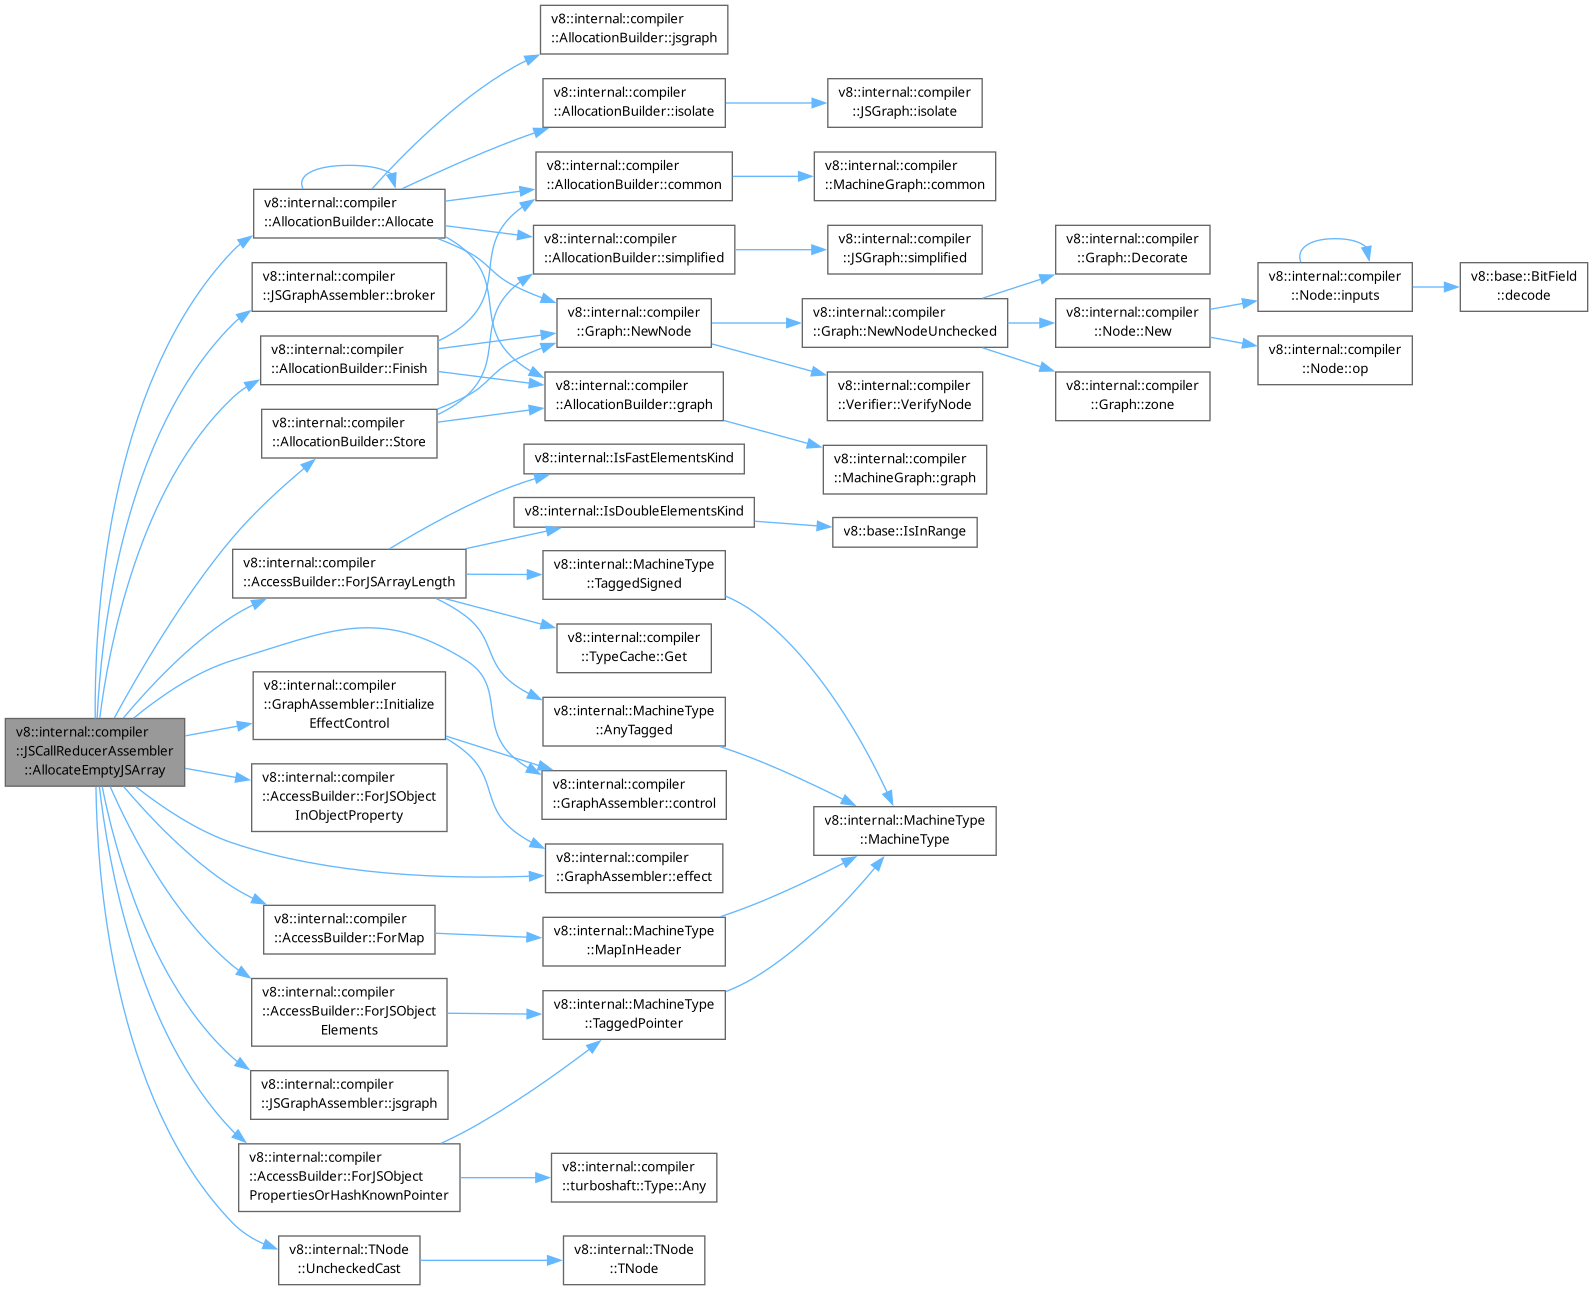 v8::internal::compiler
::JSCallReducerAssembler
::AllocateEmptyJSArray
v8::internal::compiler
::AllocationBuilder::Allocate
v8::internal::compiler
::JSGraphAssembler::broker
v8::internal::compiler
::AllocationBuilder::Finish
v8::internal::compiler
::AllocationBuilder::Store
v8::internal::compiler
::AccessBuilder::ForJSArrayLength
v8::internal::compiler
::GraphAssembler::Initialize
EffectControl
v8::internal::compiler
::AccessBuilder::ForJSObject
InObjectProperty
v8::internal::compiler
::AccessBuilder::ForMap
v8::internal::compiler
::AccessBuilder::ForJSObject
Elements
v8::internal::compiler
::JSGraphAssembler::jsgraph
v8::internal::compiler
::AccessBuilder::ForJSObject
PropertiesOrHashKnownPointer
v8::internal::TNode
::UncheckedCast
v8::internal::compiler
::AllocationBuilder::jsgraph
v8::internal::compiler
::AllocationBuilder::isolate
v8::internal::compiler
::AllocationBuilder::common
v8::internal::compiler
::AllocationBuilder::simplified
v8::internal::compiler
::Graph::NewNode
v8::internal::compiler
::AllocationBuilder::graph
v8::internal::IsFastElementsKind
v8::internal::IsDoubleElementsKind
v8::internal::MachineType
::TaggedSigned
v8::internal::compiler
::TypeCache::Get
v8::internal::MachineType
::AnyTagged
v8::internal::compiler
::GraphAssembler::control
v8::internal::compiler
::GraphAssembler::effect
v8::internal::MachineType
::MapInHeader
v8::internal::MachineType
::TaggedPointer
v8::internal::compiler
::turboshaft::Type::Any
v8::internal::TNode
::TNode
v8::internal::compiler
::JSGraph::isolate
v8::internal::compiler
::MachineGraph::common
v8::internal::compiler
::JSGraph::simplified
v8::internal::compiler
::Graph::NewNodeUnchecked
v8::internal::compiler
::Verifier::VerifyNode
v8::internal::compiler
::MachineGraph::graph
v8::base::IsInRange
v8::internal::MachineType
::MachineType
v8::internal::compiler
::Graph::Decorate
v8::internal::compiler
::Node::New
v8::internal::compiler
::Graph::zone
v8::internal::compiler
::Node::inputs
v8::internal::compiler
::Node::op
v8::base::BitField
::decode